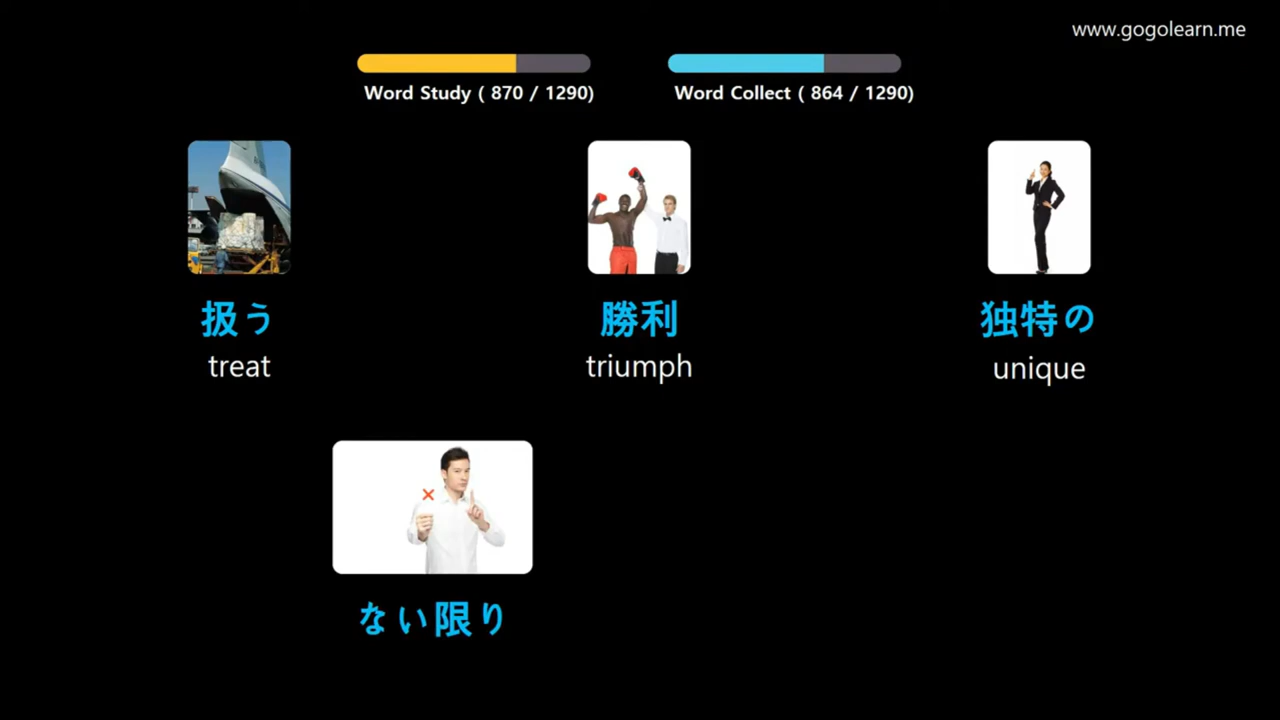 www.gogolearn.me
Word Study ( 870 / 1290)
Word Collect ( 864 / 1290)
扱う
treat
勝利
triumph
独特の
unique
ない限り